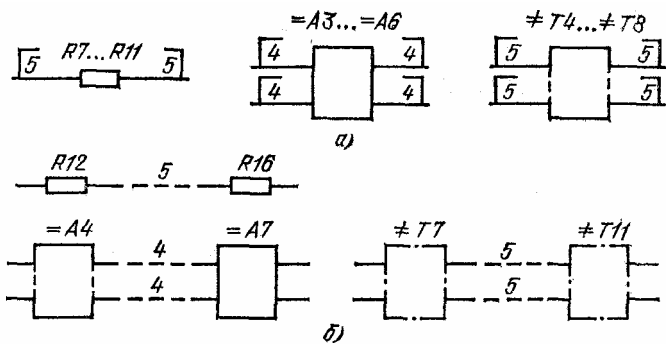 R7...R11
5 5
=A3...=A6
4 4
4 4
≠T4...≠T8
5 5
5 5
а)
R12 5 R16
=A4 4 =A7
4
≠T7 5 ≠T11
5
б)